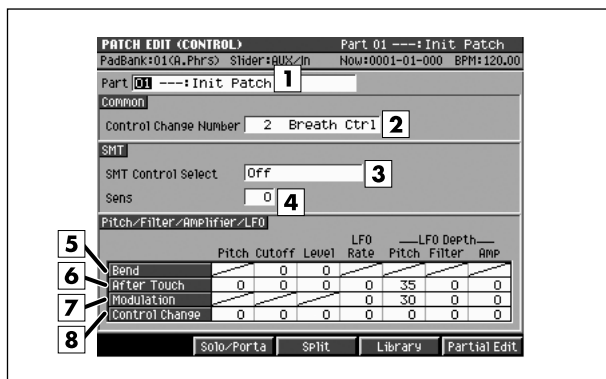 PATCH EDIT (CONTROL) Part 01 ---:Init Patch
PadBank:01(A.Phrs) Slider:AUX/In Now:0001-01-000 BPM:120.00
Part 01 ---:Init Patch 1
Common
Control Change Number 2 Breath Ctrl 2
SMT
SMT Control Select Off 3
Sens 0 4
Pitch/Filter/Amplifier/LFO
LFO LFO Depth
Pitch Cutoff Level Rate Pitch Filter Amp
5 Bend 0 0 0 0
6 After Touch 0 0 0 0 35 0 0
7 Modulation 0 30 0 0
8 Control Change 0 0 0 0 0 0 0
Solo/Porta Split Library Partial Edit